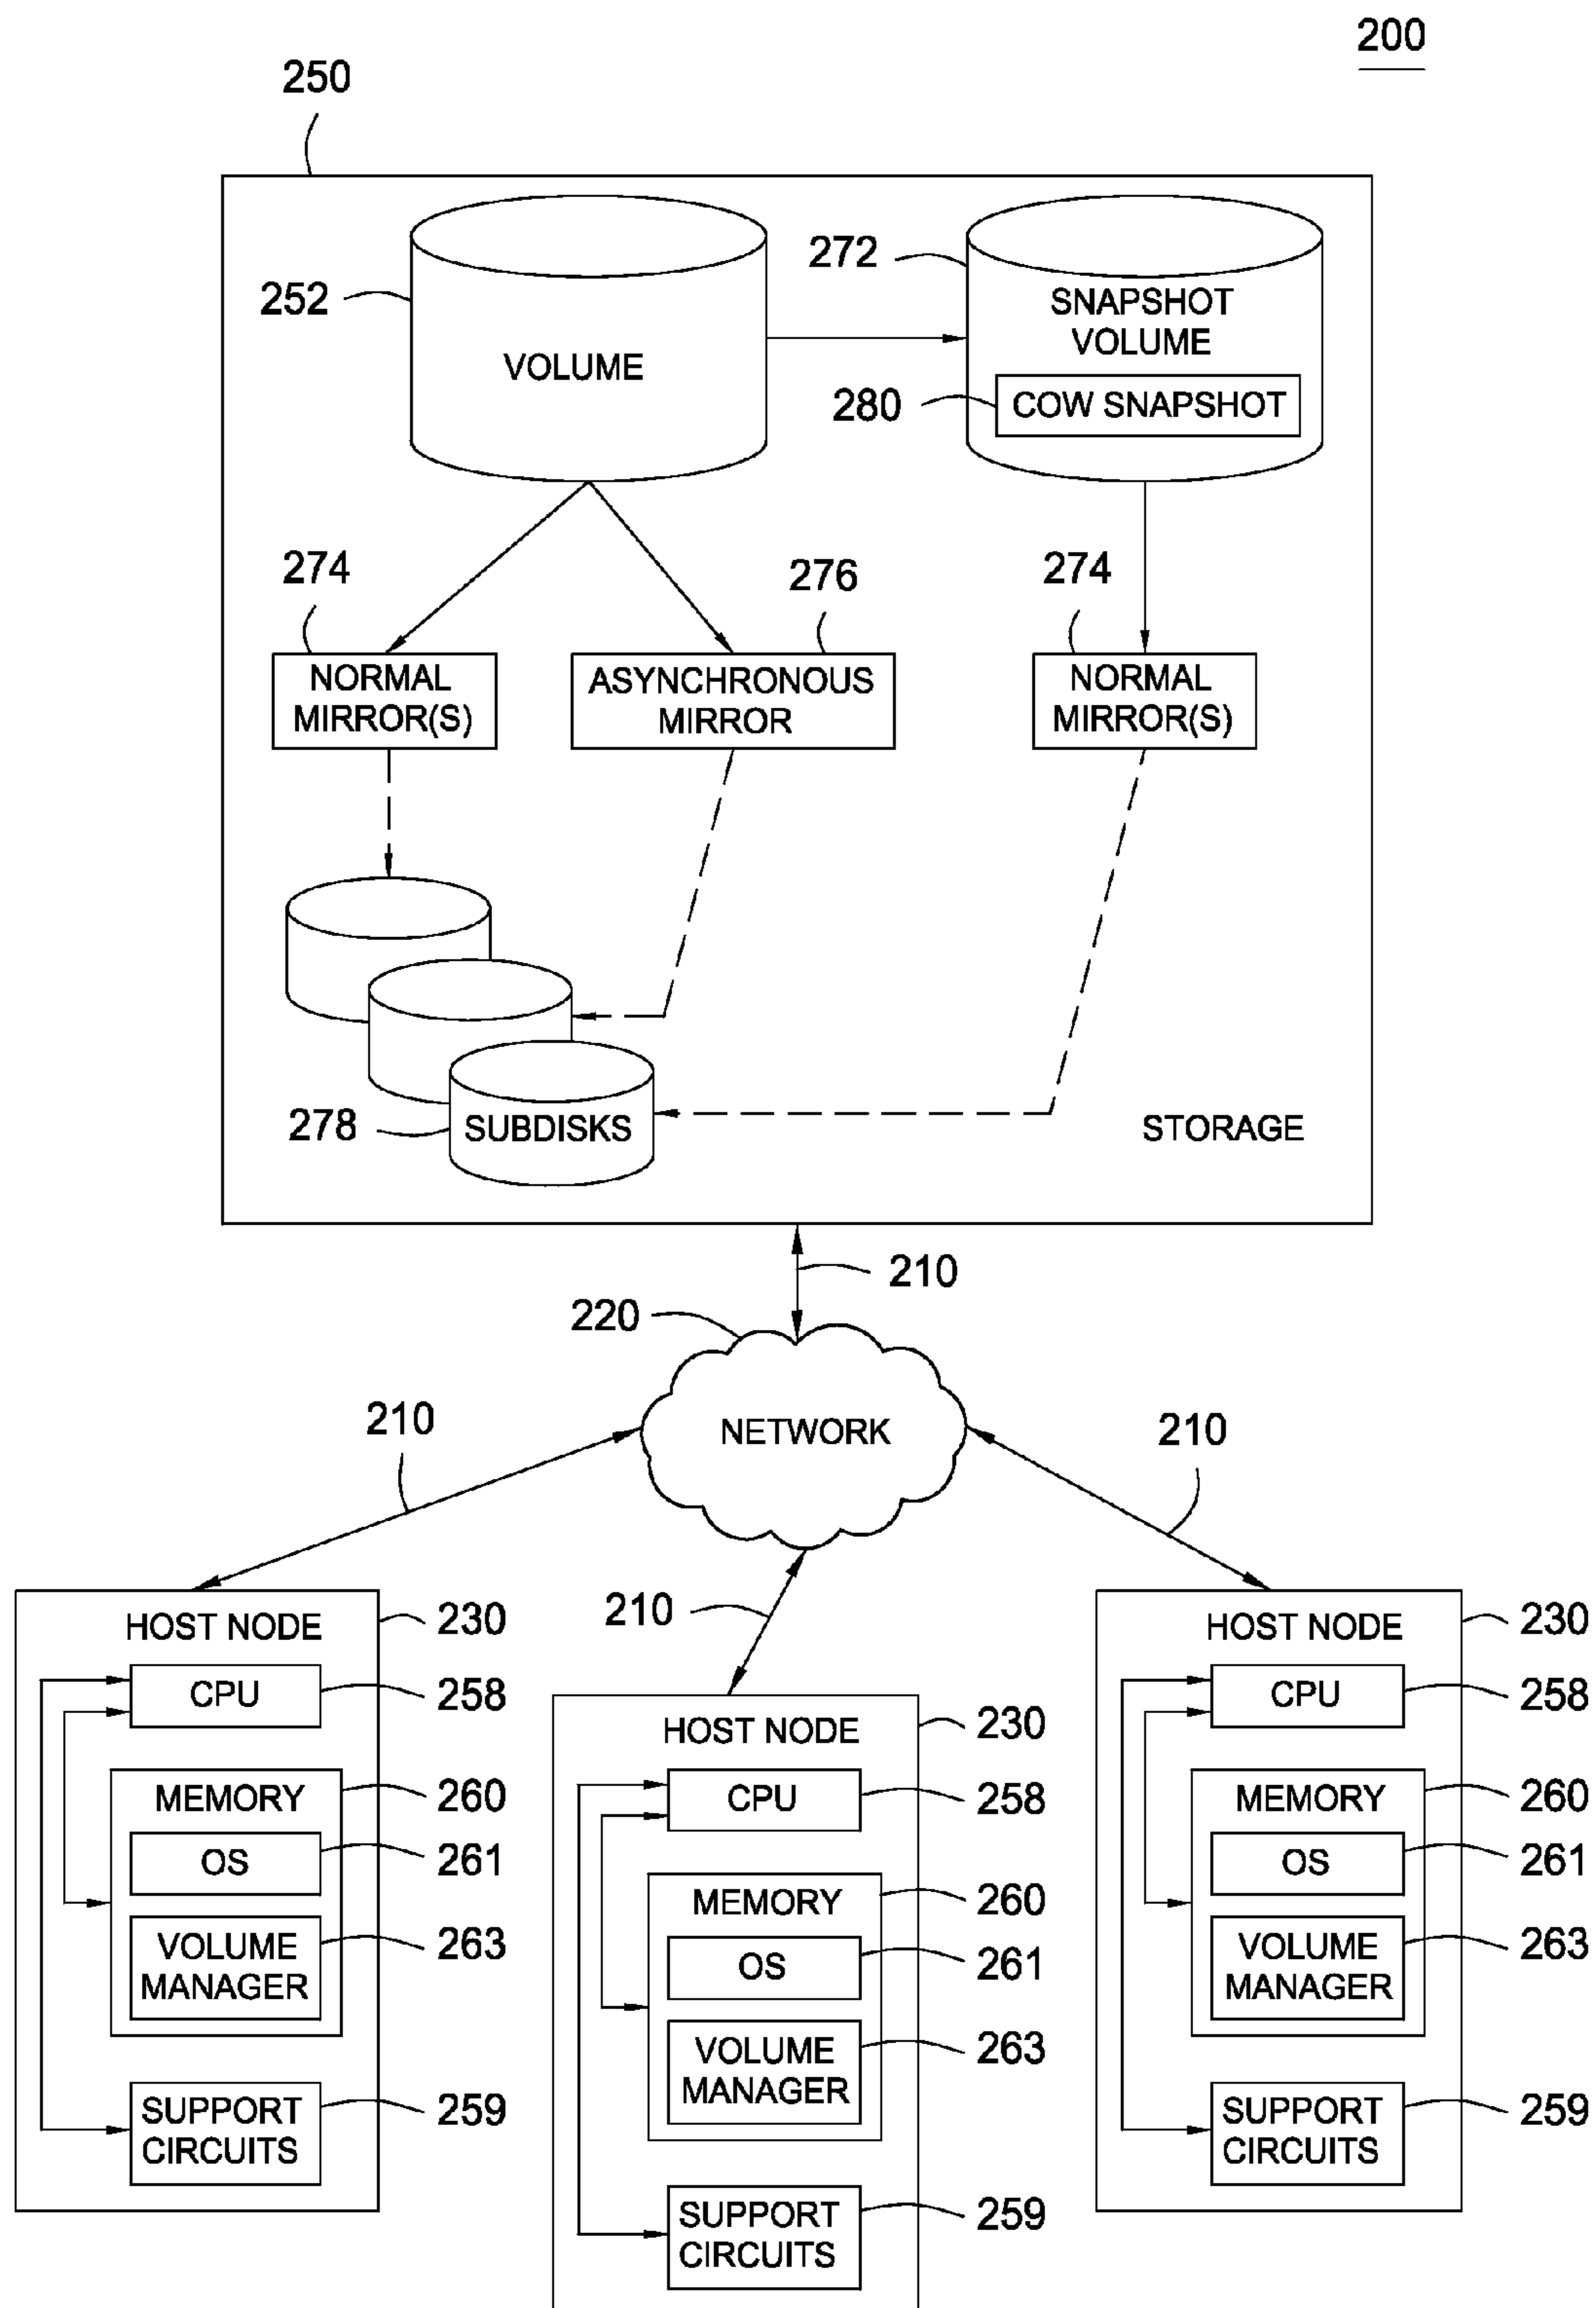 200
250
252
VOLUME
272
SNAPSHOT
VOLUME
280
COW SNAPSHOT
274
276
274
NORMAL
MIRROR(S)
ASYNCHRONOUS
MIRROR
NORMAL
MIRROR(S)
278
SUBDISKS
STORAGE
210
220
NETWORK
210
210
210
HOST NODE
230
CPU
258
MEMORY
260
OS
261
VOLUME
MANAGER
263
SUPPORT
CIRCUITS
259
HOST NODE
230
CPU
258
MEMORY
260
OS
261
VOLUME
MANAGER
263
SUPPORT
CIRCUITS
259
HOST NODE
230
CPU
258
MEMORY
260
OS
261
VOLUME
MANAGER
263
SUPPORT
CIRCUITS
259